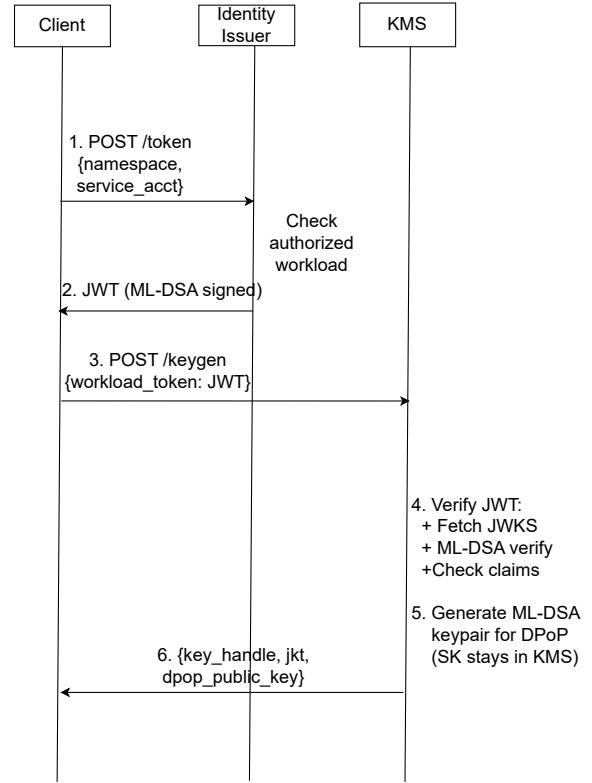 Client
Identity
Issuer
KMS
1. POST /token
{namespace,
service_acct}
Check
authorized
workload
2. JWT (ML-DSA signed)
3. POST /keygen
{workload_token: JWT}
4. Verify JWT:
+ Fetch JWKS
+ ML-DSA verify
+Check claims
5. Generate ML-DSA
keypair for DPoP
(SK stays in KMS)
6. {key_handle, jkt,
dpop_public_key}